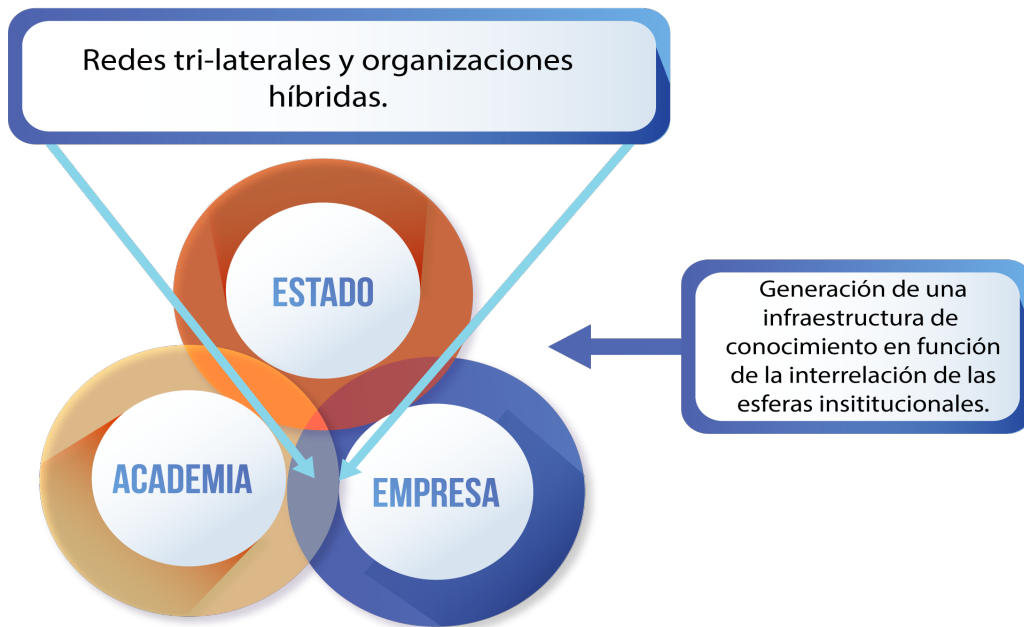 Redes tri-laterales y organizaciones
híbridas.
ESTADO
Generación de una
infraestructura de
conocimiento en función
de la interrelación de las
esferas insititucionales.
ACADEMIA
EMPRESA